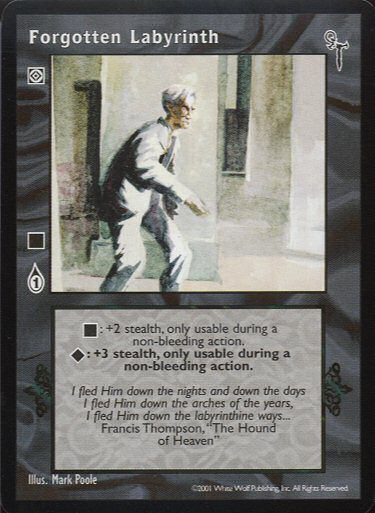 Forgotten Labyrinth
1
: +2 stealth, only usable during a
non-bleeding action.
: +3 stealth, only usable during a
non-bleeding action.
I fled Him down the nights and down the days
I fled Him down the arches of the years,
I fled Him down the labyrinthine ways...
Francis Thompson, "The Hound
of Heaven"
Illus. Mark Poole
©2001 White Wolf Publishing, Inc. All Rights Reserved.